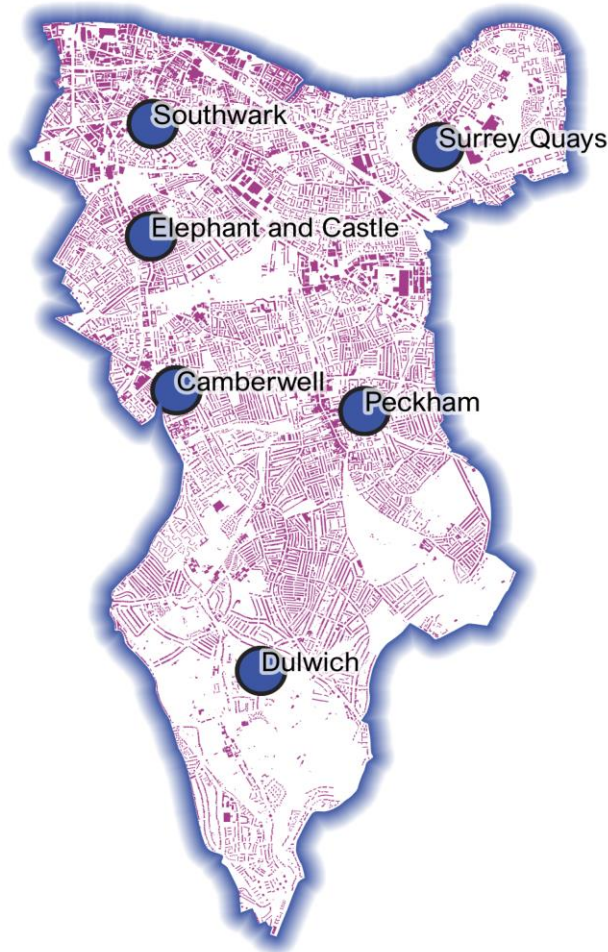 Southwark
Surrey Quays
Elephant and Castle
Camberwell
Peckham
Dulwich